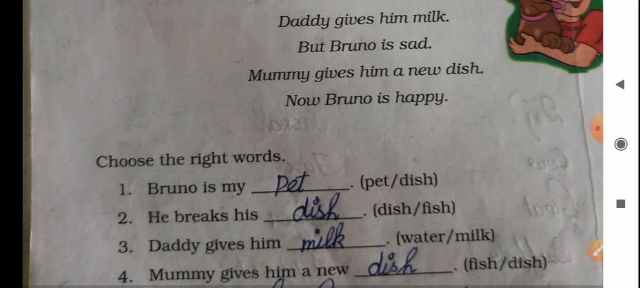 Daddy gives him milk.
But Bruno is sad.
Mummy gives him a new dish.
Now Bruno is happy.
Choose the right words.
1. Bruno is my pet. (pet/dish)
2. He breaks his dish. (dish/fish)
3. Daddy gives him milk. (water/milk)
4. Mummy gives him a new dish. (fish/dish)